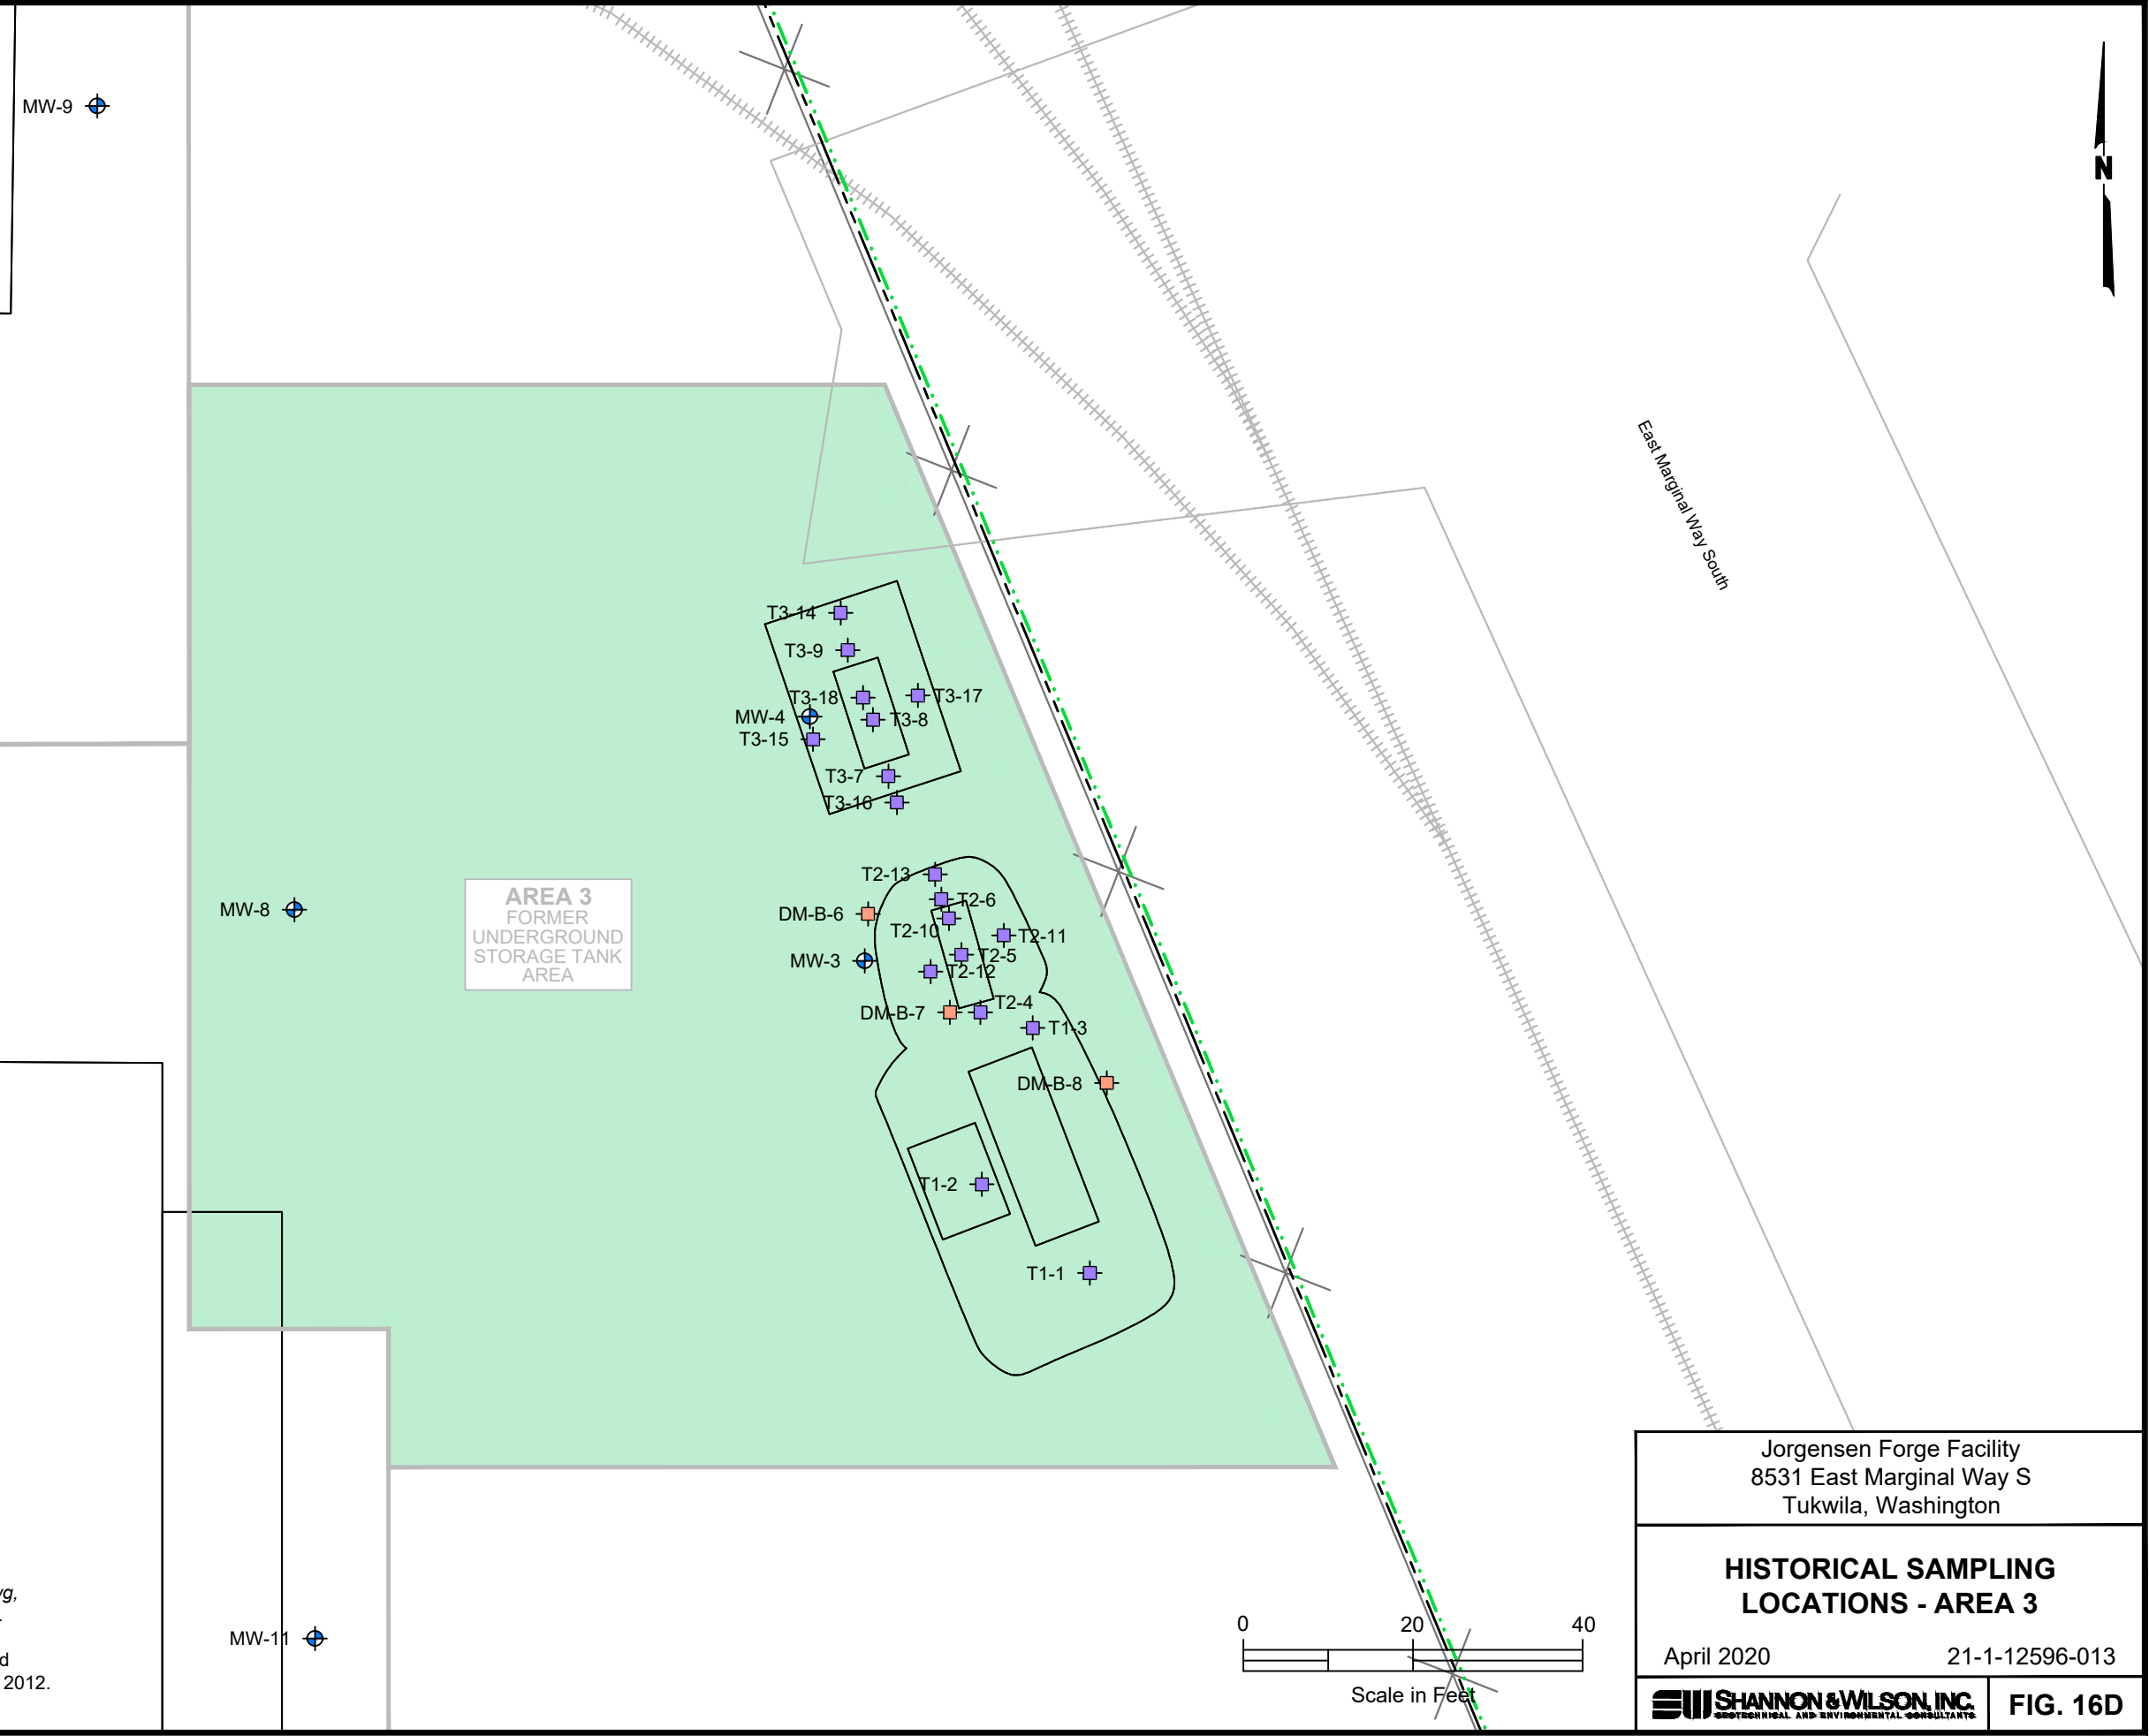 MW-9
N
East Marginal Way South
T3-14
T3-9
T3-18
T3-17
MW-4
T3-8
T3-15
T3-7
T3-16
T2-13
T2-6
DM-B-6
T2-10
T2-11
MW-8
AREA 3
FORMER
UNDERGROUND
STORAGE TANK
AREA
MW-3
T2-5
T2-12
T2-4
DM-B-7
T1-3
DM-B-8
T1-2
T1-1
Jorgensen Forge Facility
8531 East Marginal Way S
Tukwila, Washington
HISTORICAL SAMPLING
LOCATIONS - AREA 3
April 2020 21-1-12596-013
SHANNON & WILSON, INC.
GEOTECHNICAL AND ENVIRONMENTAL CONSULTANTS
FIG. 16D
0 20 40
Scale in Feet
MW-11
2012.